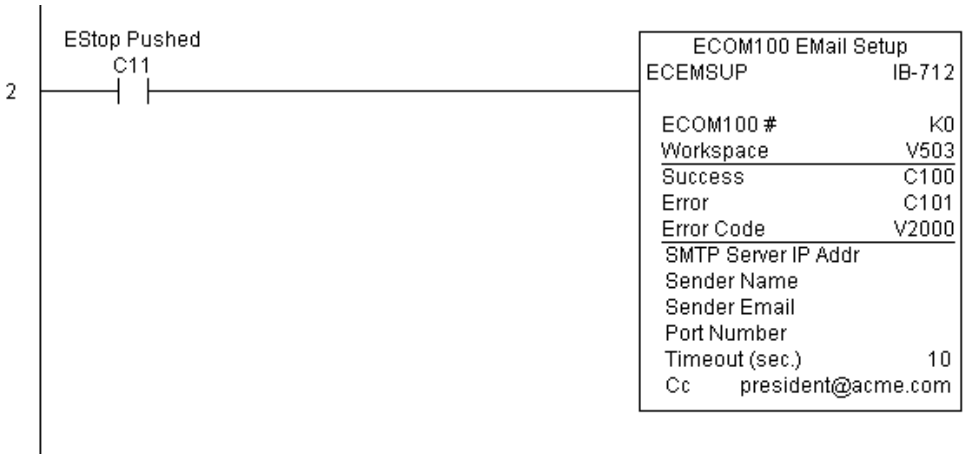 EStop Pushed
C11
2
ECOM100 EMail Setup
ECEMSUP IB-712
ECOM100 # K0
Workspace V503
Success C100
Error C101
Error Code V2000
SMTP Server IP Addr
Sender Name
Sender Email
Port Number
Timeout (sec.) 10
Cc president@acme.com